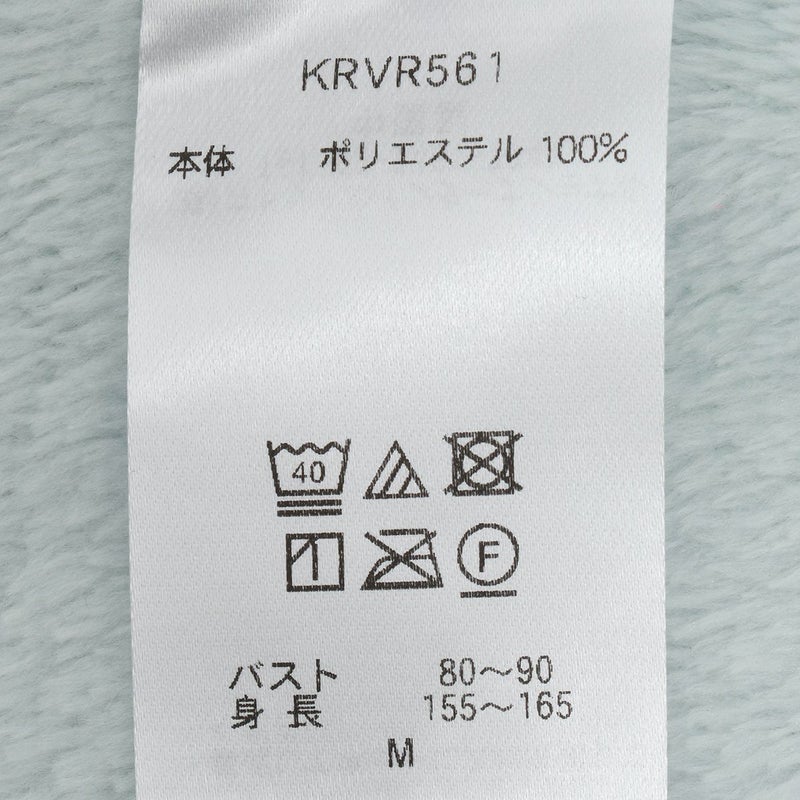 KRVR561
本体 ポリエステル 100%
40
F
バスト 80～90
身長 155～165
M